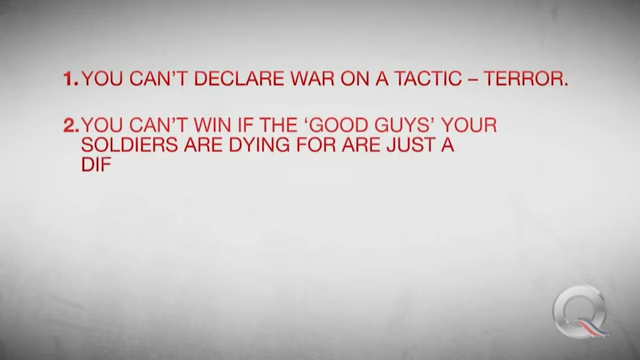 1. YOU CAN'T DECLARE WAR ON A TACTIC – TERROR.
2. YOU CAN'T WIN IF THE ‘GOOD GUYS’ YOUR
SOLDIERS ARE DYING FOR ARE JUST A
DIF
Q